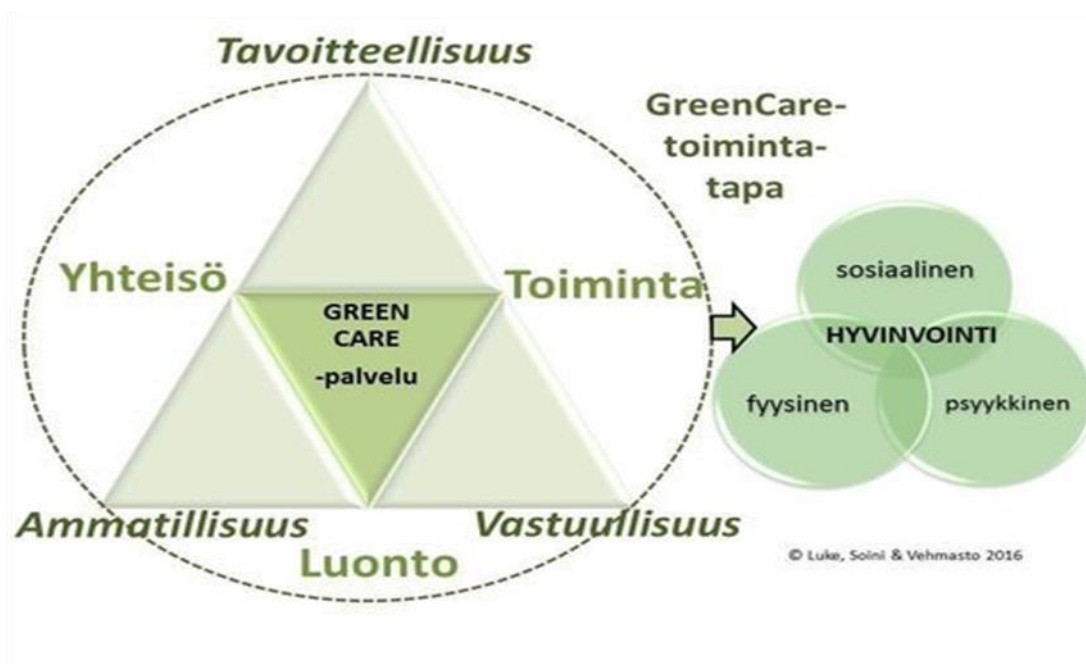 Tavoitteellisuus
GreenCare-
toiminta-
tapa
Yhteisö
Toiminta
GREEN
CARE
-palvelu
sosiaalinen
HYVINVOINTI
fyysinen
psyykkinen
Ammatillisuus
Vastuullisuus
Luonto
© Luke, Soini & Vehmasto 2016